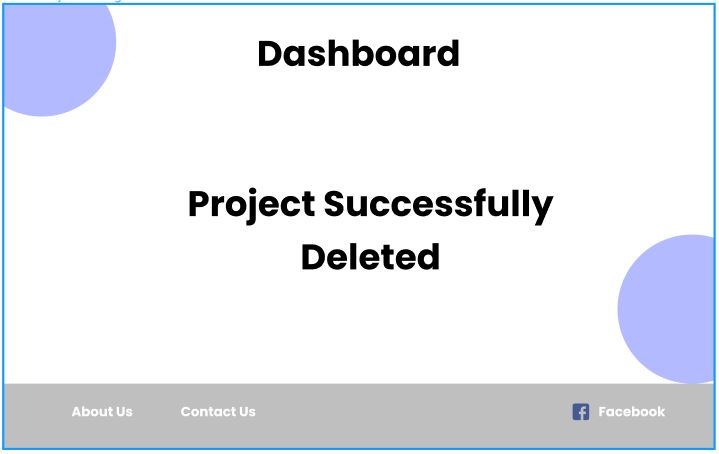 Dashboard
Project Successfully
Deleted
About Us
Contact Us
Facebook